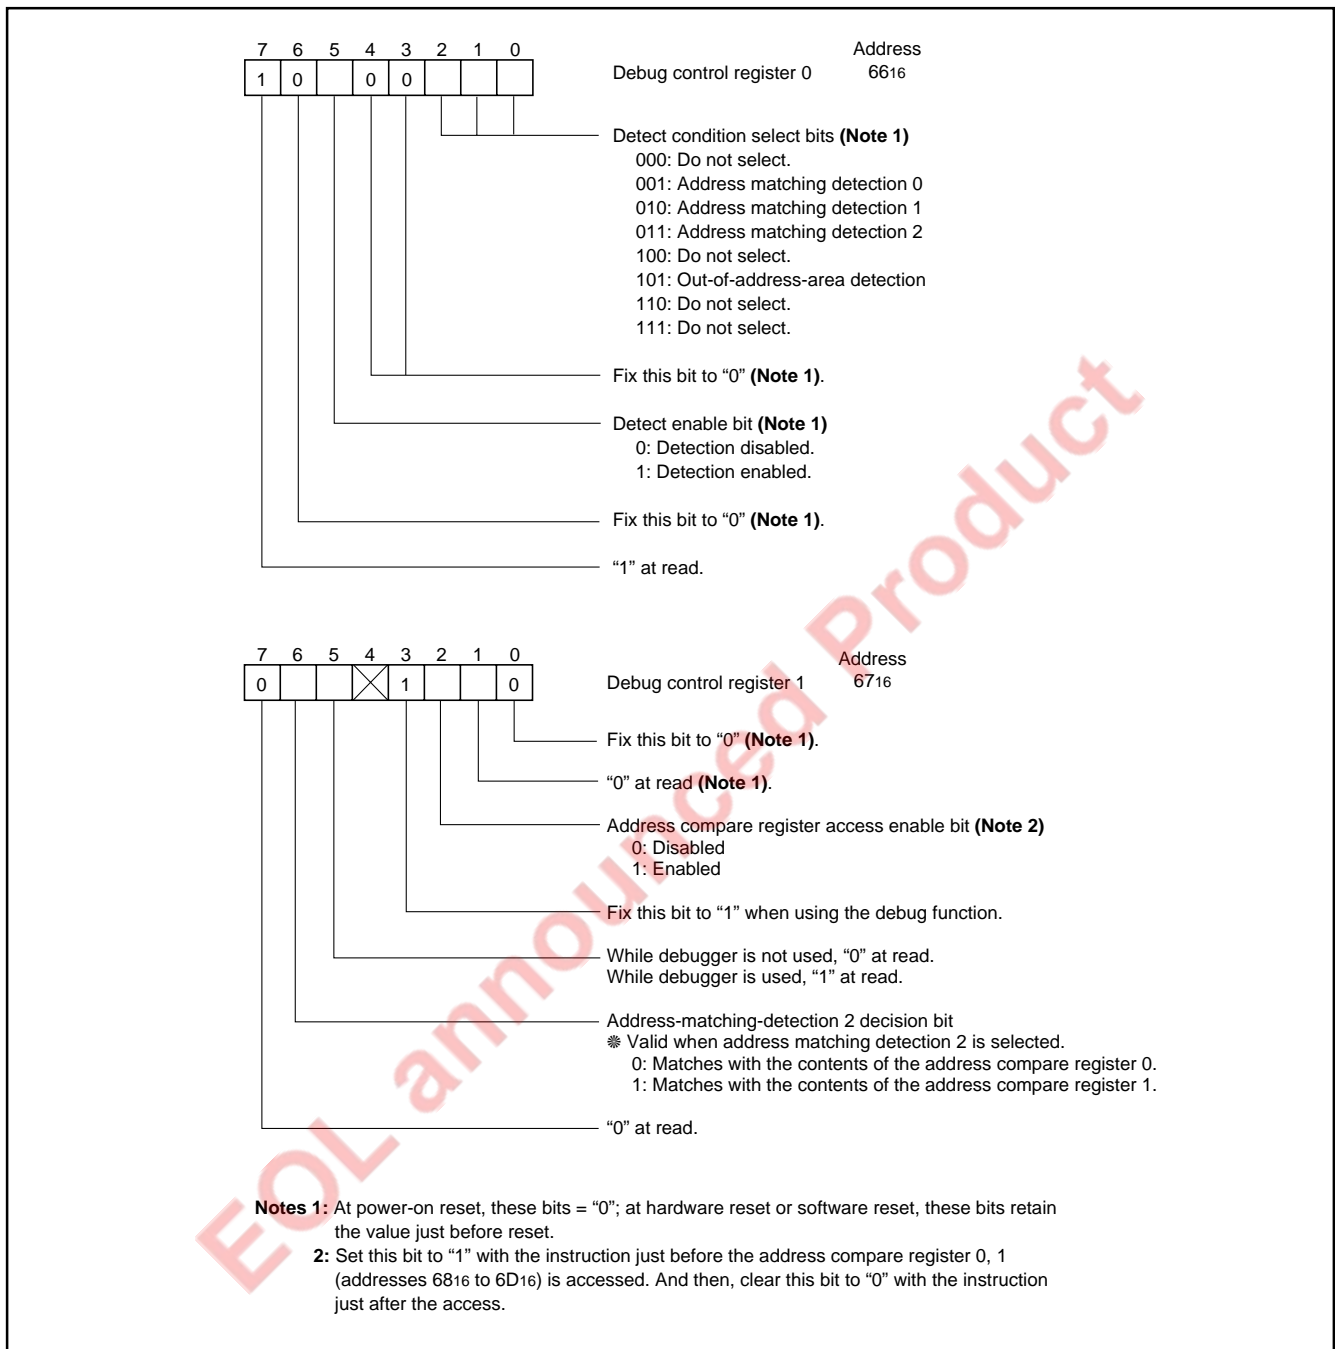 7 6 5 4 3 2 1 0
Address
1 0 0 0
Debug control register 0
6616
Detect condition select bits (Note 1)
000: Do not select.
001: Address matching detection 0
010: Address matching detection 1
011: Address matching detection 2
100: Do not select.
101: Out-of-address-area detection
110: Do not select.
111: Do not select.
Fix this bit to “0” (Note 1).
Detect enable bit (Note 1)
0: Detection disabled.
1: Detection enabled.
Fix this bit to “0” (Note 1).
“1” at read.
7 6 5 4 3 2 1 0
Address
0 1 0
Debug control register 1
6716
Fix this bit to “0” (Note 1).
“0” at read (Note 1).
Address compare register access enable bit (Note 2)
0: Disabled
1: Enabled
Fix this bit to “1” when using the debug function.
While debugger is not used, “0” at read.
While debugger is used, “1” at read.
Address-matching-detection 2 decision bit
❊ Valid when address matching detection 2 is selected.
0: Matches with the contents of the address compare register 0.
1: Matches with the contents of the address compare register 1.
“0” at read.
Notes 1: At power-on reset, these bits = “0”; at hardware reset or software reset, these bits retain
the value just before reset.
2: Set this bit to “1” with the instruction just before the address compare register 0, 1
(addresses 6816 to 6D16) is accessed. And then, clear this bit to “0” with the instruction
just after the access.
EOL announced Product